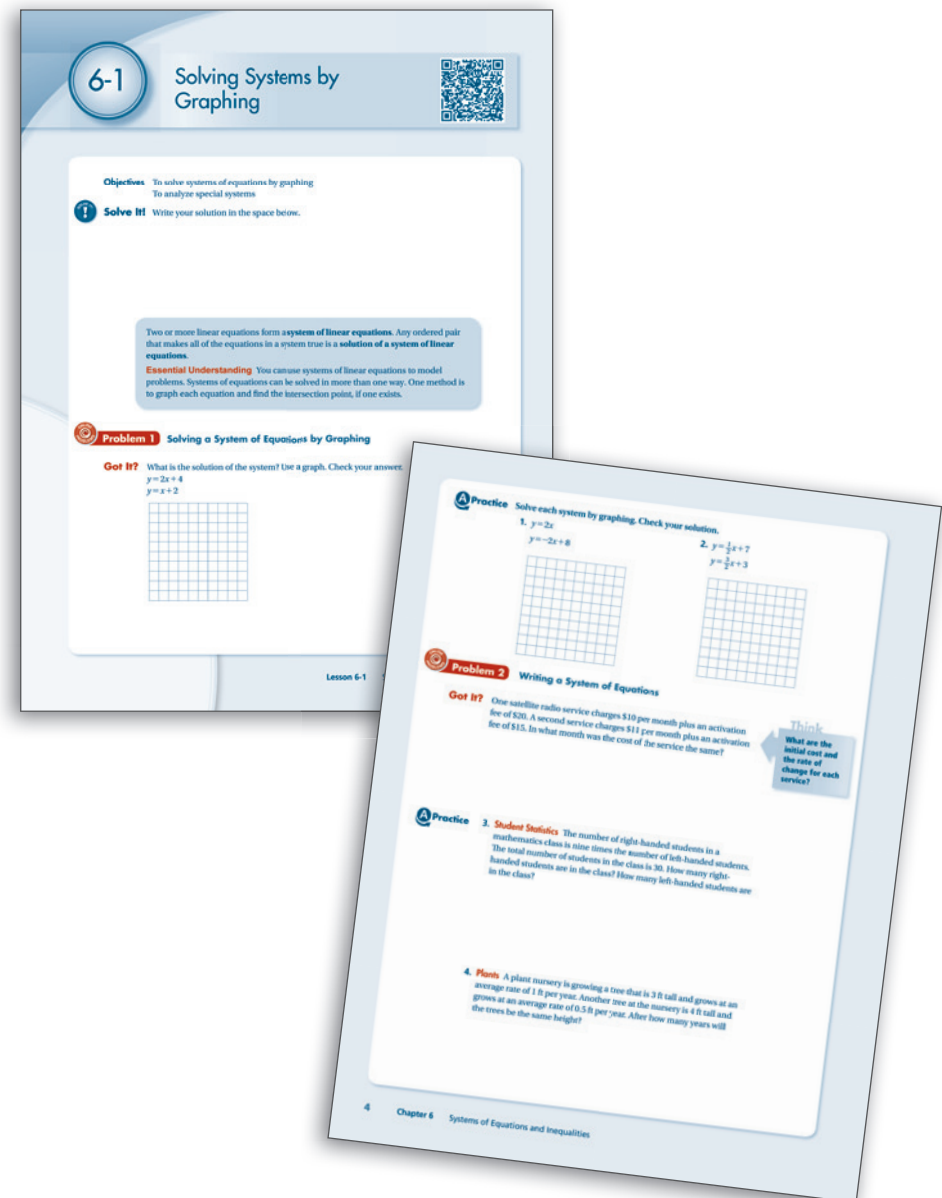 6-1
Solving Systems by
Graphing
Objectives To solve systems of equations by graphing
To analyze special systems
Solve It! Write your solution in the space below.
Two or more linear equations form a system of linear equations. Any ordered pair
that makes all of the equations in a system true is a solution of a system of linear
equations.
Essential Understanding You can use systems of linear equations to model
problems. Systems of equations can be solved in more than one way. One method is
to graph each equation and find the intersection point, if one exists.
Problem 1 Solving a System of Equations by Graphing
Got It? What is the solution of the system? Use a graph. Check your answer.
y=2x+4
y=x+2
Lesson 6-1
A Practice Solve each system by graphing. Check your solution.
1. y=2x
y=-2x+8
2. y=½x+7
y=3/2x+3
Problem 2 Writing a System of Equations
Got It? One satellite radio service charges $10 per month plus an activation
fee of $20. A second service charges $11 per month plus an activation
fee of $15. In what month was the cost of the service the same?
Think
What are the
initial cost and
the rate of
change for each
service?
A Practice 3. Student Statistics The number of right-handed students in a
mathematics class is nine times the number of left-handed students.
The total number of students in the class is 30. How many right-
handed students are in the class? How many left-handed students are
in the class?
4. Plants A plant nursery is growing a tree that is 3 ft tall and grows at an
average rate of 1 ft per year. Another tree at the nursery is 4 ft tall and
grows at an average rate of 0.5 ft per year. After how many years will
the trees be the same height?
4 Chapter 6 Systems of Equations and Inequalities